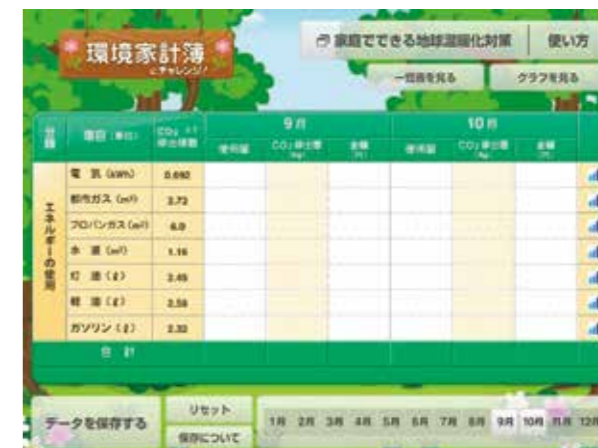 環境家計簿
にチャレンジ!
家庭でできる地球温暖化対策
使い方
一覧表を見る
グラフを見る
分類 項目(単位) CO₂ ※1 排出係数
9月
使用量 CO₂排出量(kg) 金額(円)
10月
使用量 CO₂排出量(kg) 金額(円)
エネルギーの使用
電 気 (kWh)
都市ガス (m³) 2.72
プロパンガス (m³) 6.0
水 道 (m³) 1.16
灯 油 (ℓ) 2.49
軽 油 (ℓ) 2.58
ガソリン (ℓ) 2.32
合 計
データを保存する
リセット
保存について
1月 2月 3月 4月 5月 6月 7月 8月 9月 10月 11月 12月